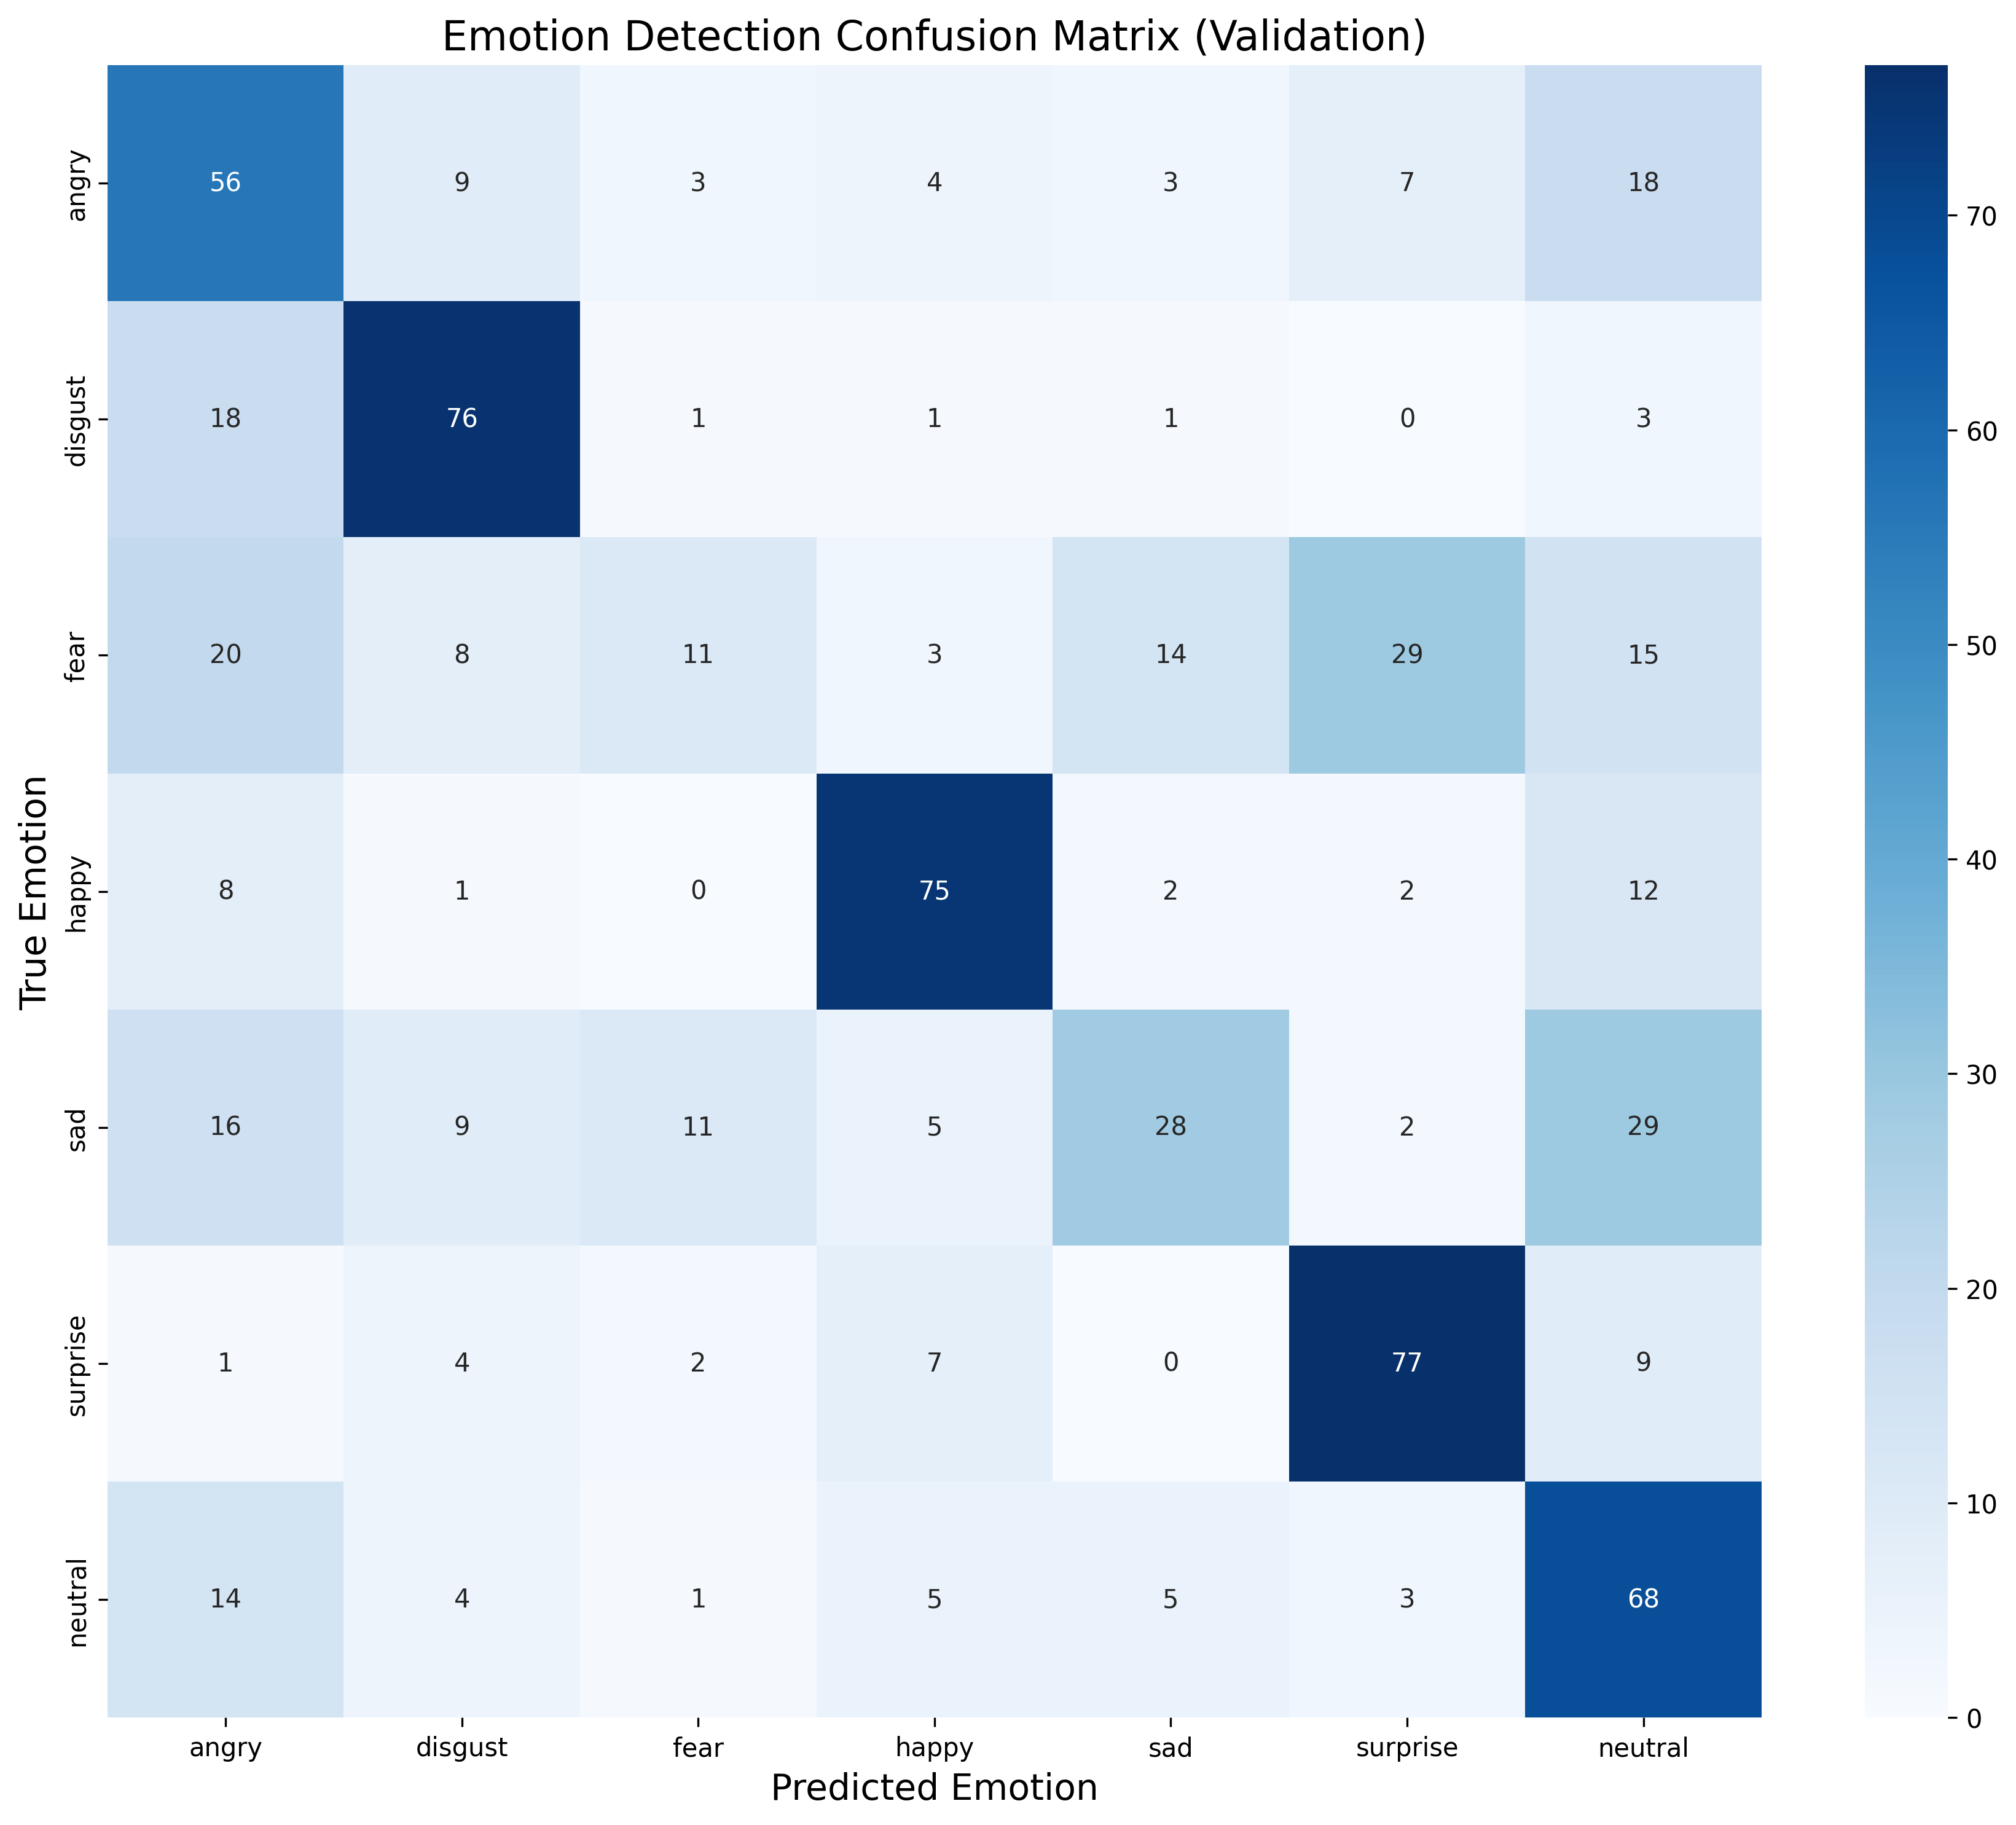 Emotion Detection Confusion Matrix (Validation)
True Emotion
angry 56 9 3 4 3 7 18
disgust 18 76 1 1 1 0 3
fear 20 8 11 3 14 29 15
happy 8 1 0 75 2 2 12
sad 16 9 11 5 28 2 29
surprise 1 4 2 7 0 77 9
neutral 14 4 1 5 5 3 68
angry disgust fear happy sad surprise neutral
Predicted Emotion
70
60
50
40
30
20
10
0